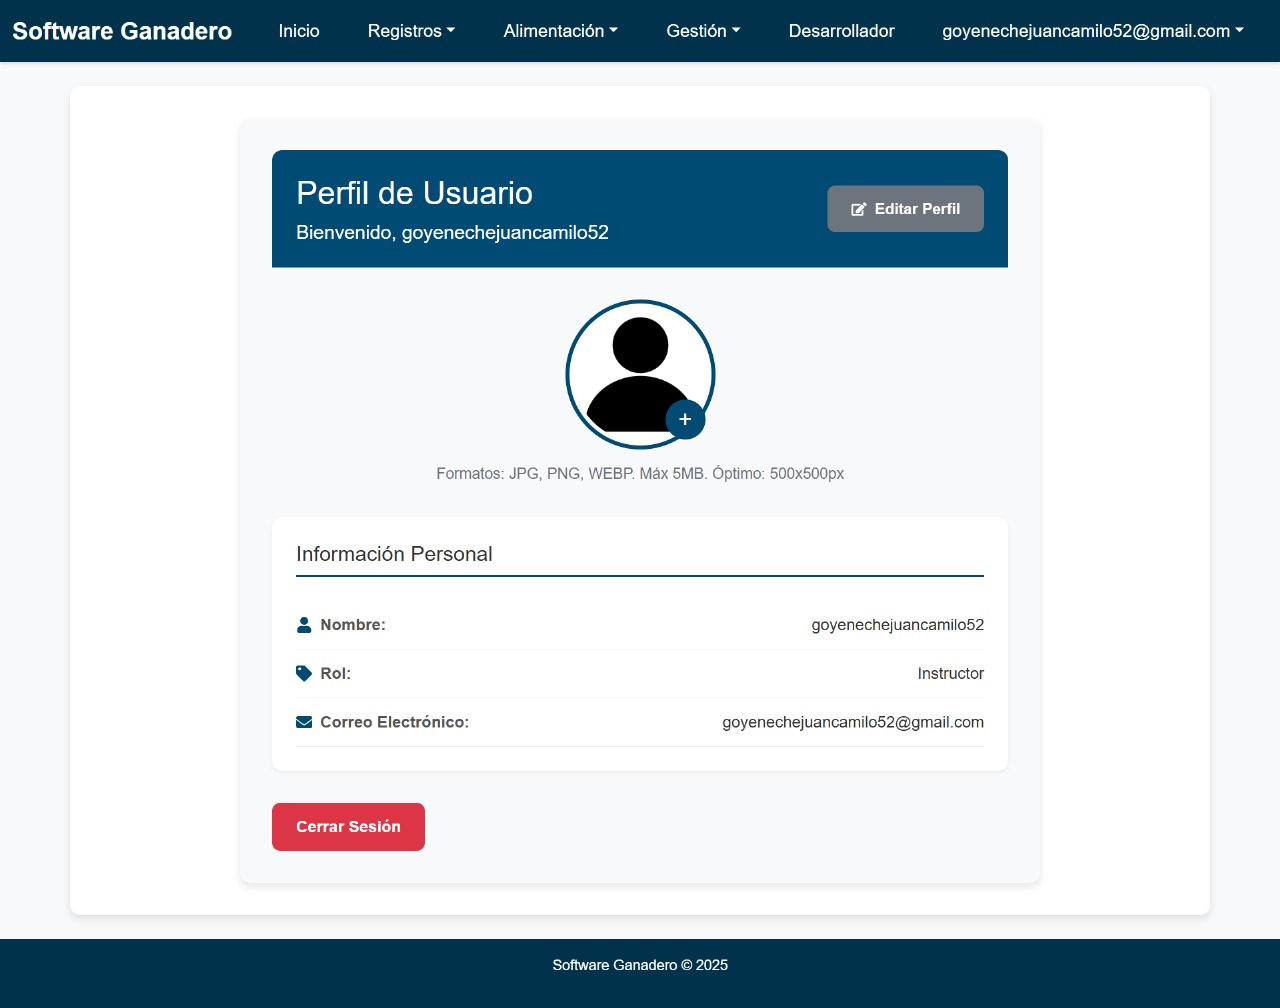 Software Ganadero Inicio Registros Alimentación Gestión Desarrollador goyenechejuancamilo52@gmail.com
Perfil de Usuario
Bienvenido, goyenechejuancamilo52
Editar Perfil
+
Formatos: JPG, PNG, WEBP. Máx 5MB. Óptimo: 500x500px
Información Personal
Nombre: goyenechejuancamilo52
Rol: Instructor
Correo Electrónico: goyenechejuancamilo52@gmail.com
Cerrar Sesión
Software Ganadero © 2025